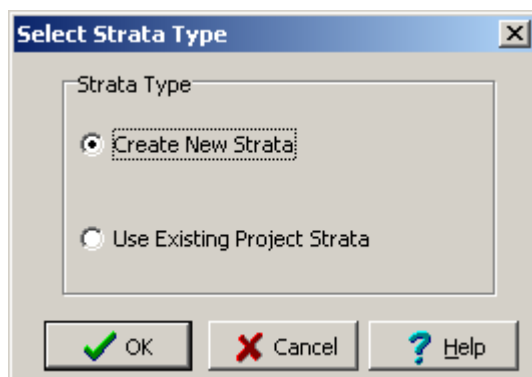 Select Strata Type
Strata Type
Create New Strata
Use Existing Project Strata
OK
Cancel
Help